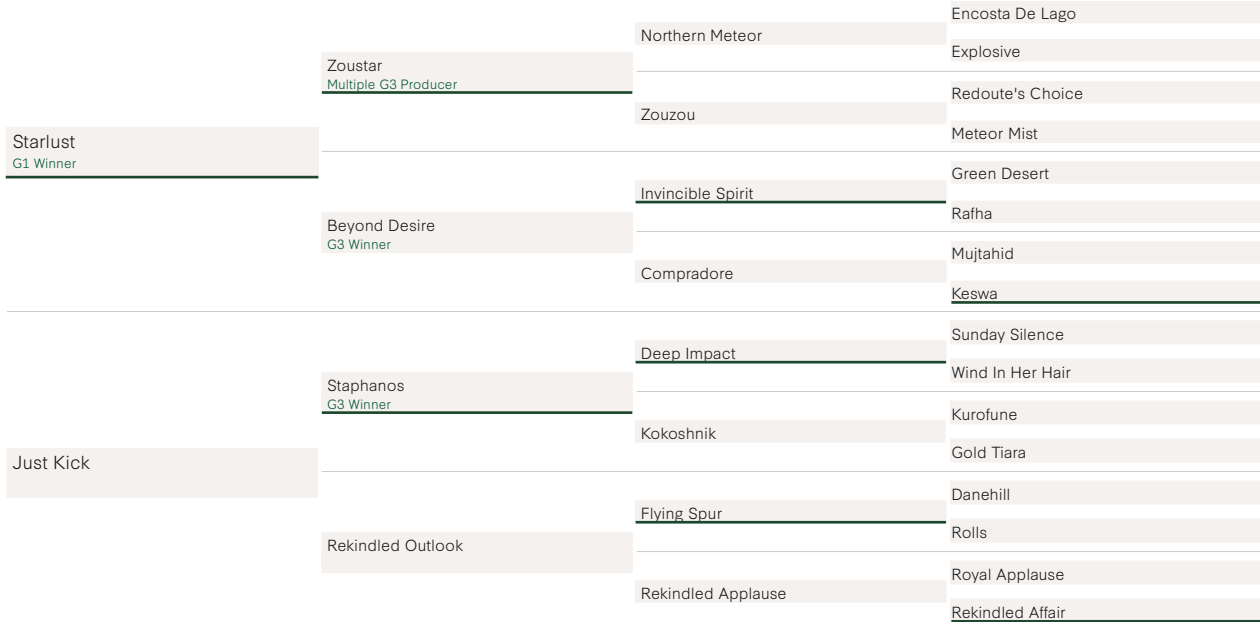 Encosta De Lago
Northern Meteor
Explosive
Zoustar
Multiple G3 Producer
Redoute's Choice
Zouzou
Meteor Mist
Starlust
G1 Winner
Green Desert
Invincible Spirit
Rafha
Beyond Desire
G3 Winner
Mujtahid
Compradore
Keswa
Sunday Silence
Deep Impact
Wind In Her Hair
Staphanos
G3 Winner
Kurofune
Kokoshnik
Gold Tiara
Just Kick
Danehill
Flying Spur
Rolls
Rekindled Outlook
Royal Applause
Rekindled Applause
Rekindled Affair